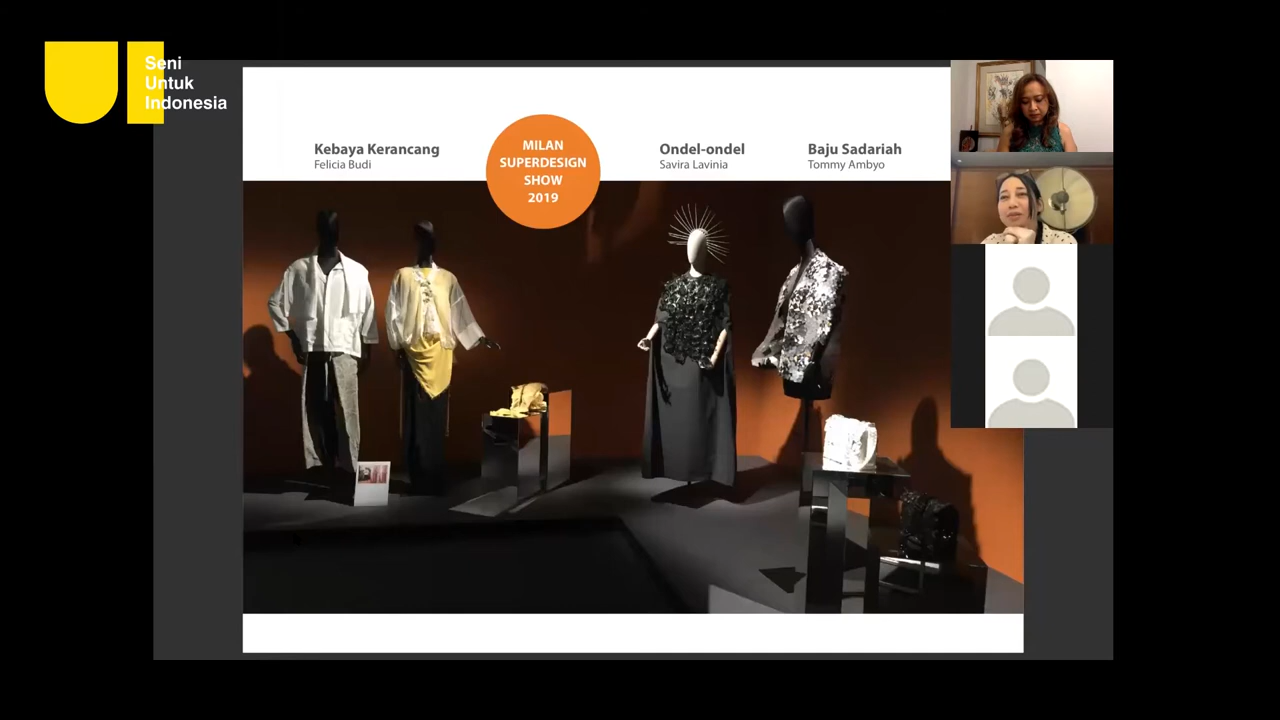 Seni
Untuk
Indonesia
Kebaya Kerancang
Felicia Budi
MILAN
SUPERDESIGN
SHOW
2019
Ondel-ondel
Savira Lavinia
Baju Sadariah
Tommy Ambyo